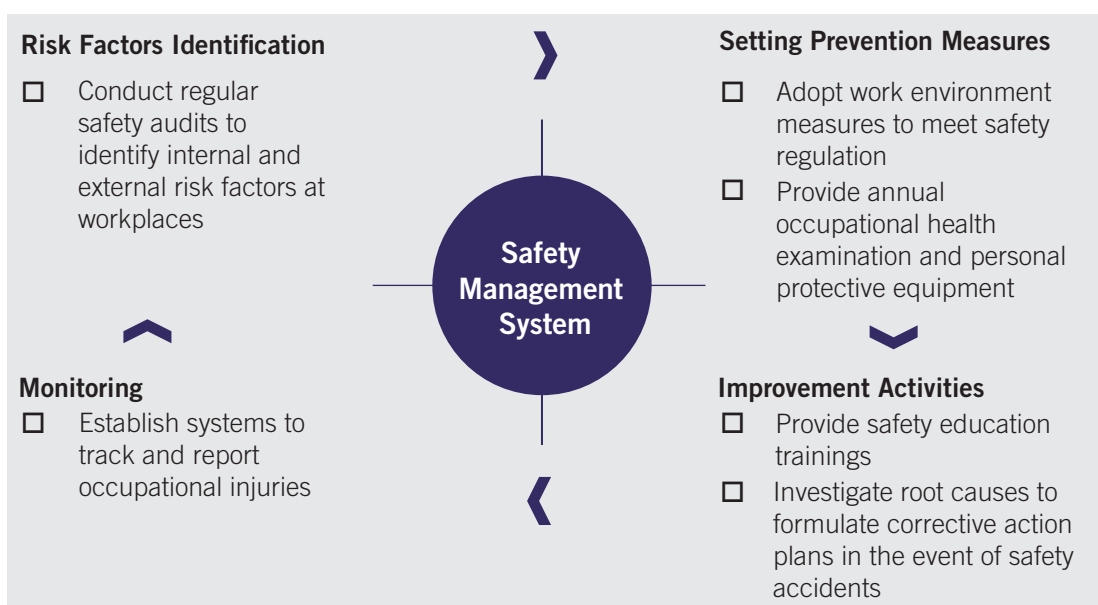 Risk Factors Identification
☐ Conduct regular
safety audits to
identify internal and
external risk factors at
workplaces
Setting Prevention Measures
☐ Adopt work environment
measures to meet safety
regulation
☐ Provide annual
occupational health
examination and personal
protective equipment
Safety
Management
System
Monitoring
☐ Establish systems to
track and report
occupational injuries
Improvement Activities
☐ Provide safety education
trainings
☐ Investigate root causes to
formulate corrective action
plans in the event of safety
accidents